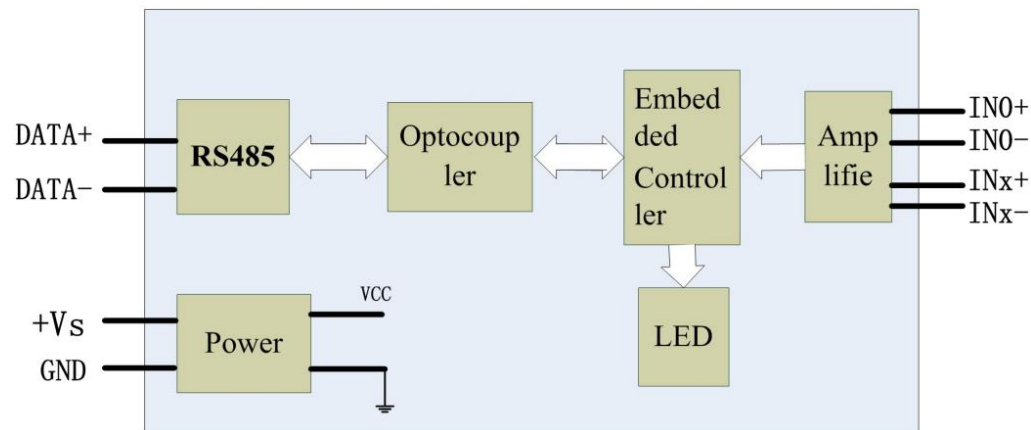 DATA+
DATA-
RS485
Optocoup
ler
Embed
ded
Control
ler
Amp
lifie
IN0+
IN0-
INx+
INx-
+Vs
GND
Power
VCC
LED